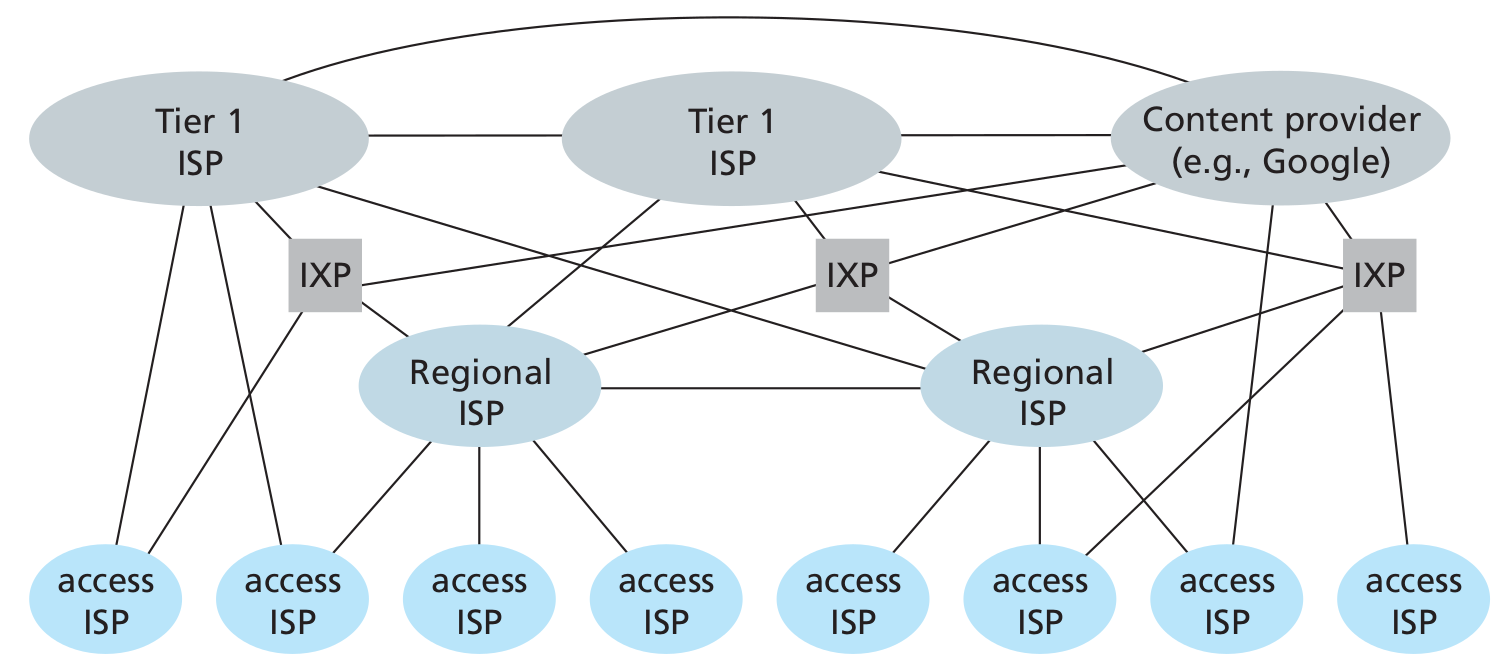 Tier 1
ISP
Tier 1
ISP
Content provider
(e.g., Google)
IXP
IXP
IXP
Regional
ISP
Regional
ISP
access
ISP
access
ISP
access
ISP
access
ISP
access
ISP
access
ISP
access
ISP
access
ISP